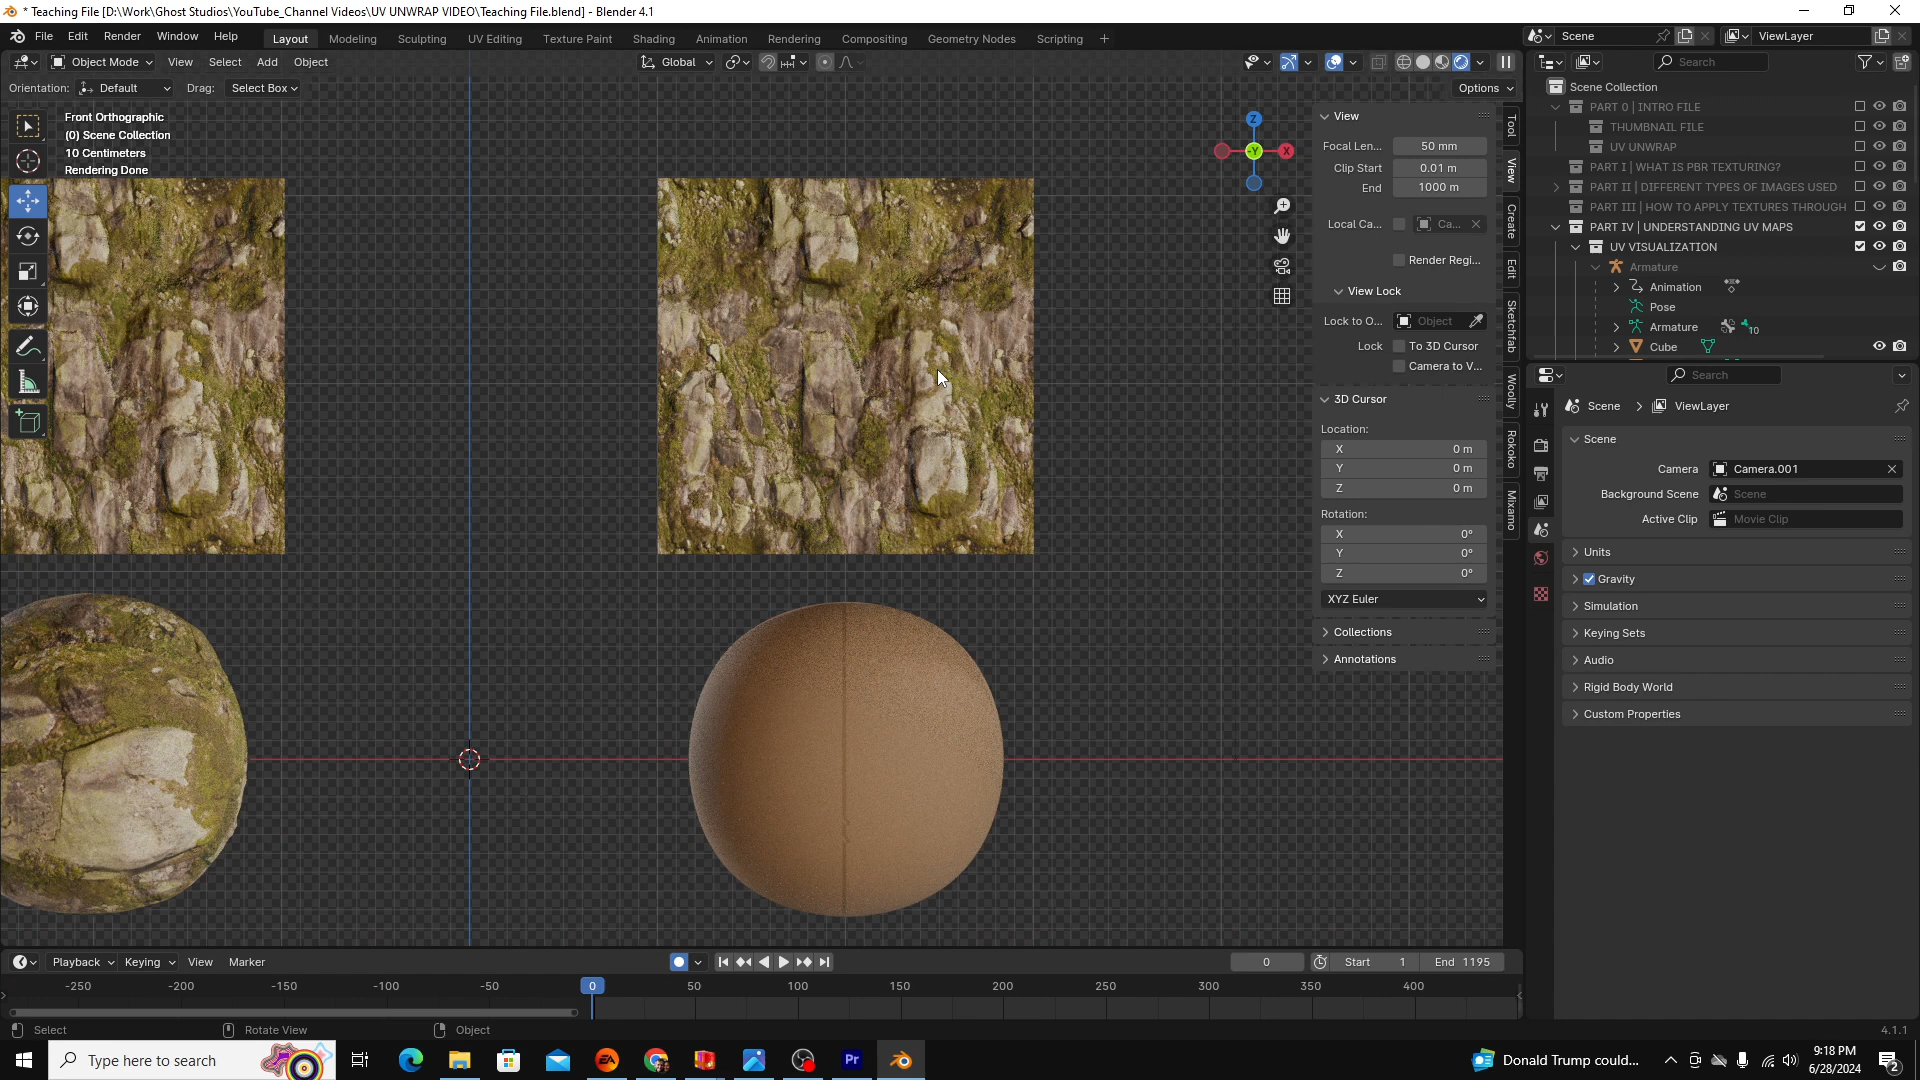 * Teaching File [D:\Work\Ghost Studios\YouTube_Channel Videos\UV UNWRAP VIDEO\Teaching File.blend] - Blender 4.1
File Edit Render Window Help Layout Modeling Sculpting UV Editing Texture Paint Shading Animation Rendering Compositing Geometry Nodes Scripting + Scene ViewLayer
Object Mode View Select Add Object Global Search
Orientation: Default Drag: Select Box Options
Front Orthographic
(0) Scene Collection
10 Centimeters
Rendering Done
Z
-Y
X
View
Focal Len... 50 mm
Clip Start 0.01 m
End 1000 m
Local Ca... Ca...
Render Regi...
View Lock
Lock to O... Object
Lock To 3D Cursor
Camera to V...
3D Cursor
Location:
X 0 m
Y 0 m
Z 0 m
Rotation:
X 0°
Y 0°
Z 0°
XYZ Euler
Collections
Annotations
Tool
View
Create
Edit
Sketchfab
Woolly
Rokoko
Mixamo
Scene Collection
PART 0 | INTRO FILE
THUMBNAIL FILE
UV UNWRAP
PART I | WHAT IS PBR TEXTURING?
PART II | DIFFERENT TYPES OF IMAGES USED
PART III | HOW TO APPLY TEXTURES THROUGH
PART IV | UNDERSTANDING UV MAPS
UV VISUALIZATION
Armature
Animation
Pose
Armature 10
Cube
Search
Scene ViewLayer
Scene
Camera Camera.001
Background Scene Scene
Active Clip Movie Clip
Units
Gravity
Simulation
Keying Sets
Audio
Rigid Body World
Custom Properties
Playback Keying View Marker 0 Start 1 End 1195
-250 -200 -150 -100 -50 0 50 100 150 200 250 300 350 400
Select Rotate View Object 4.1.1
Type here to search Donald Trump could... 9:18 PM
6/28/2024
2